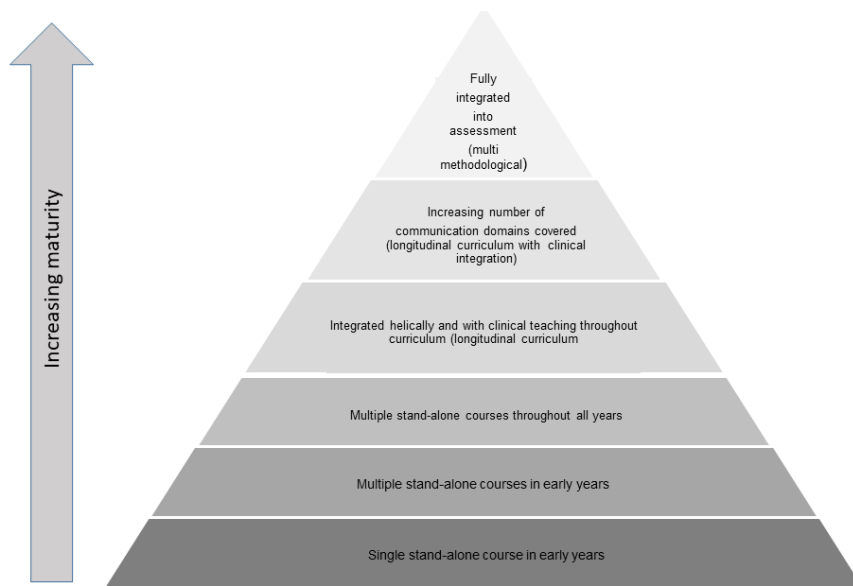 Increasing maturity
Fully
integrated
into
assessment
(multi
methodological)
Increasing number of
communication domains covered
(longitudinal curriculum with clinical
integration)
Integrated helically and with clinical teaching throughout
curriculum (longitudinal curriculum
Multiple stand-alone courses throughout all years
Multiple stand-alone courses in early years
Single stand-alone course in early years